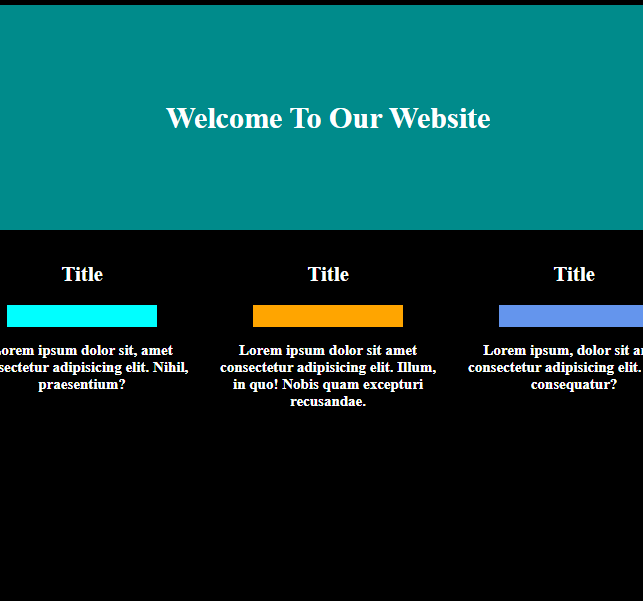 Welcome To Our Website
Title
Title
Title
orem ipsum dolor sit, amet
sectetur adipisicing elit. Nihil,
praesentium?
Lorem ipsum dolor sit amet
consectetur adipisicing elit. Illum,
in quo! Nobis quam excepturi
recusandae.
Lorem ipsum, dolor sit a
consectetur adipisicing elit.
consequatur?